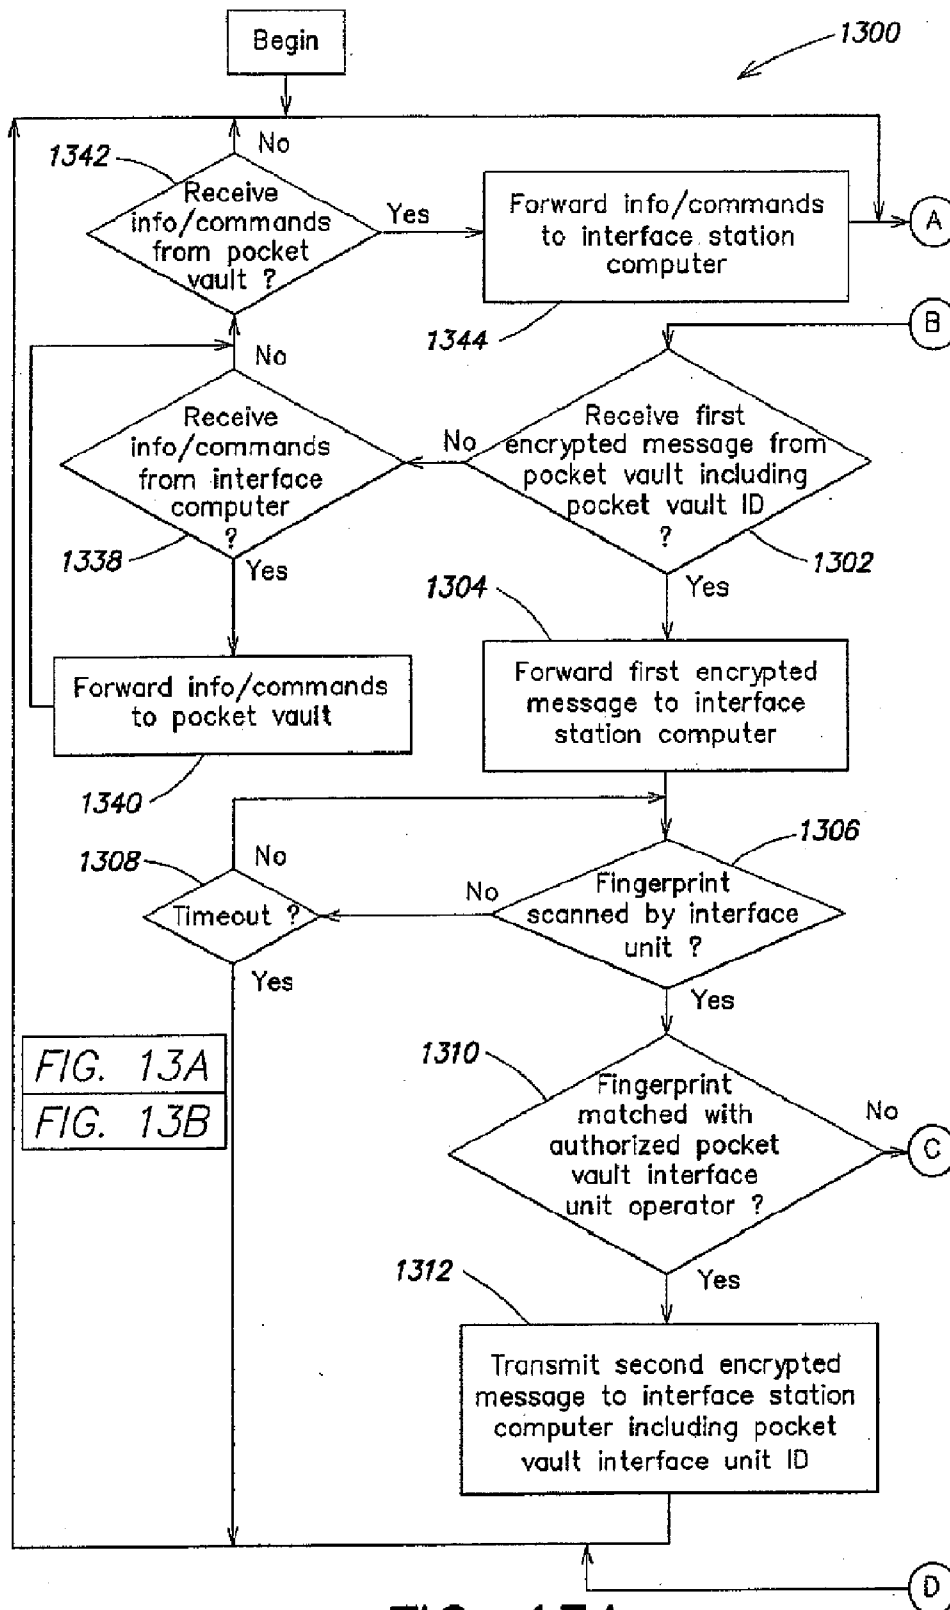 Begin
1300
No
1342
Receive
info/commands
from pocket
vault ?
Yes
Forward info/commands
to interface station
computer
A
1344
B
No
Receive
info/commands
from interface
computer
?
No
Receive first
encrypted message from
pocket vault including
pocket vault ID
?
1338
Yes
1302
Yes
1304
Forward info/commands
to pocket vault
Forward first encrypted
message to interface
station computer
1340
1308
No
1306
Timeout ?
No
Fingerprint
scanned by interface
unit ?
Yes
Yes
FIG. 13A
FIG. 13B
1310
Fingerprint
matched with
authorized pocket
vault interface
unit operator ?
No
C
1312
Yes
Transmit second encrypted
message to interface station
computer including pocket
vault interface unit ID
D